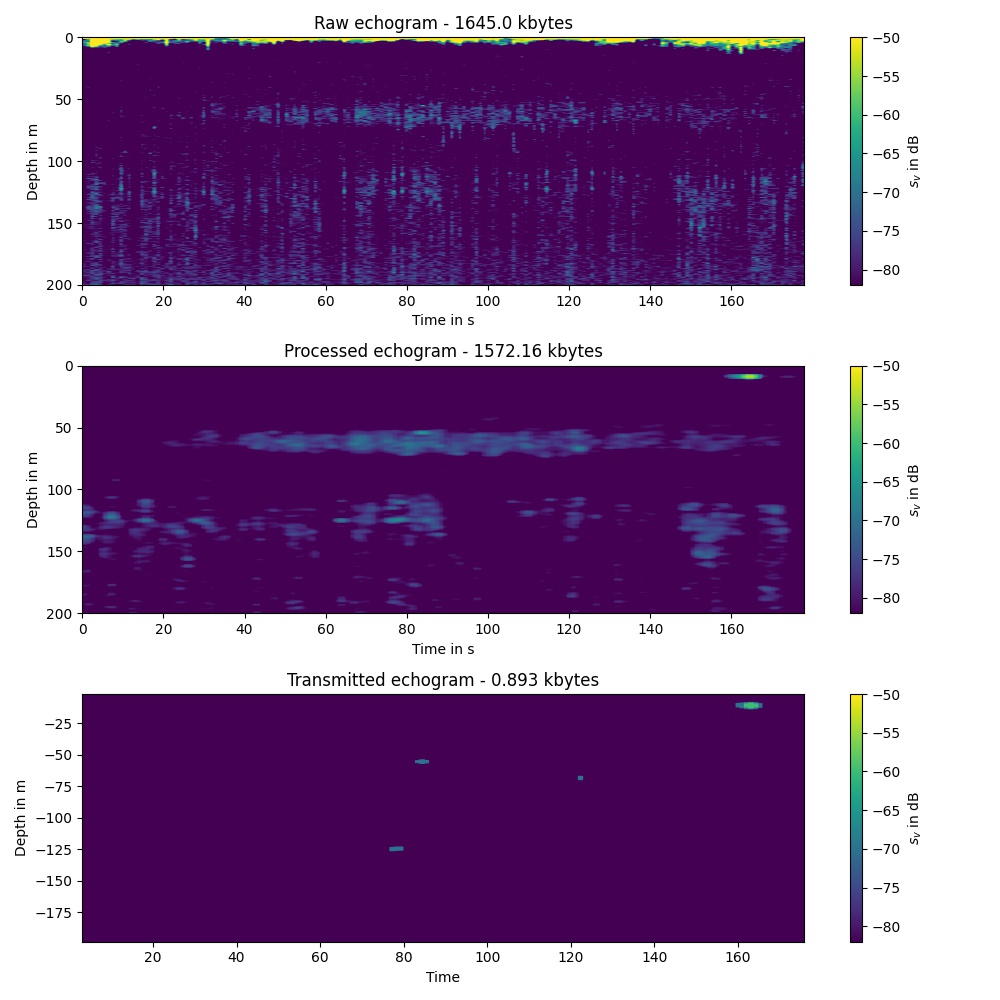 Raw echogram - 1645.0 kbytes
0
50
100
150
200
Depth in m
0 20 40 60 80 100 120 140 160
Time in s
−50
−55
−60
−65
−70
−75
−80
sv in dB
Processed echogram - 1572.16 kbytes
0
50
100
150
200
Depth in m
0 20 40 60 80 100 120 140 160
Time in s
−50
−55
−60
−65
−70
−75
−80
sv in dB
Transmitted echogram - 0.893 kbytes
−25
−50
−75
−100
−125
−150
−175
Depth in m
20 40 60 80 100 120 140 160
Time
−50
−55
−60
−65
−70
−75
−80
sv in dB